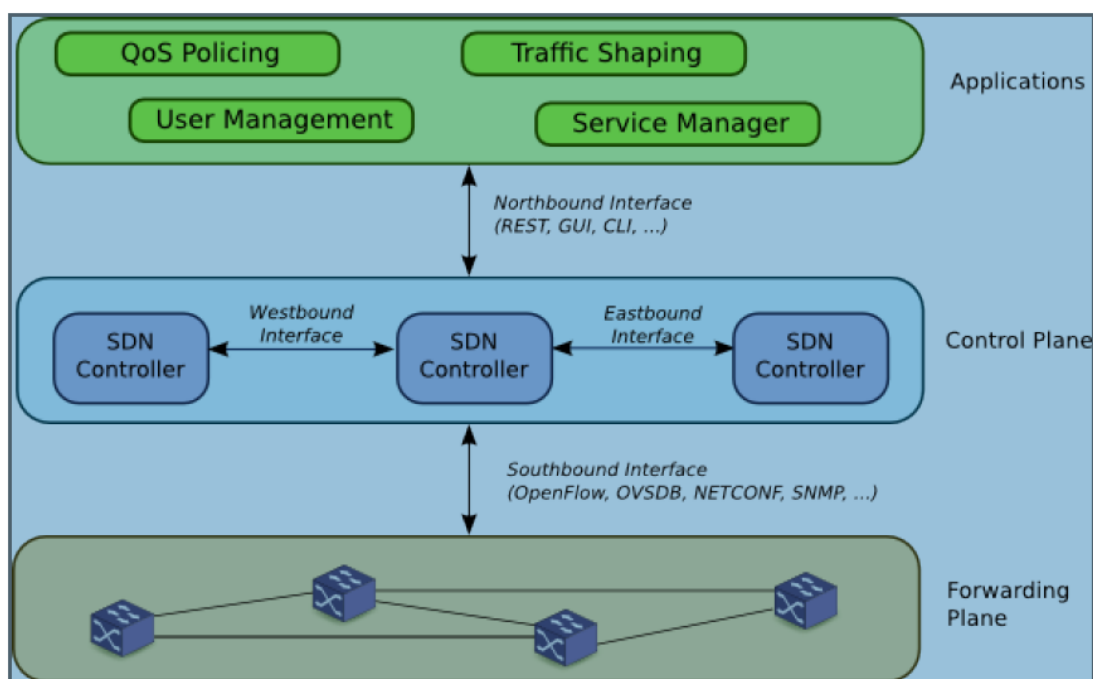 QoS Policing
Traffic Shaping
User Management
Service Manager
Applications
Northbound Interface
(REST, GUI, CLI, ...)
Westbound
Interface
Eastbound
Interface
SDN
Controller
SDN
Controller
SDN
Controller
Control Plane
Southbound Interface
(OpenFlow, OVSDB, NETCONF, SNMP, ...)
Forwarding
Plane